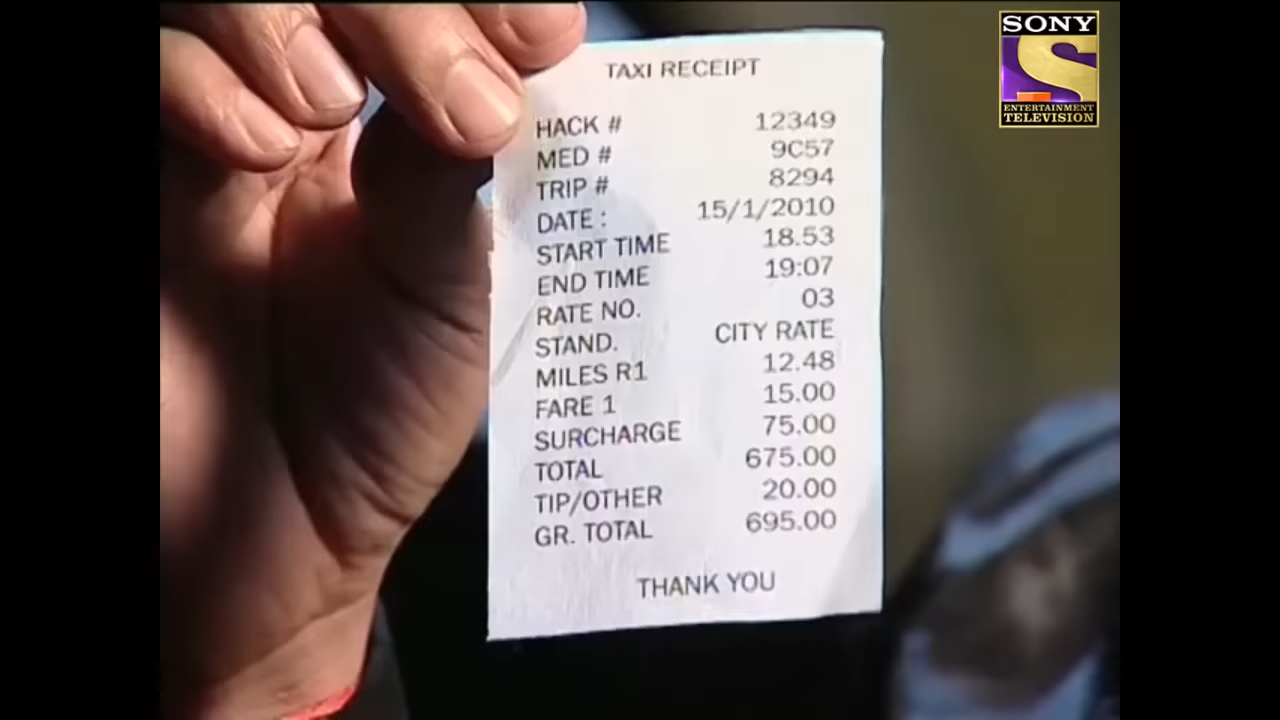 TAXI RECEIPT
HACK # 12349
MED # 9C57
TRIP # 8294
DATE : 15/1/2010
START TIME 18.53
END TIME 19:07
RATE NO. 03
STAND. CITY RATE
MILES R1 12.48
FARE 1 15.00
SURCHARGE 75.00
TOTAL 675.00
TIP/OTHER 20.00
GR. TOTAL 695.00
THANK YOU
SONY
ENTERTAINMENT
TELEVISION